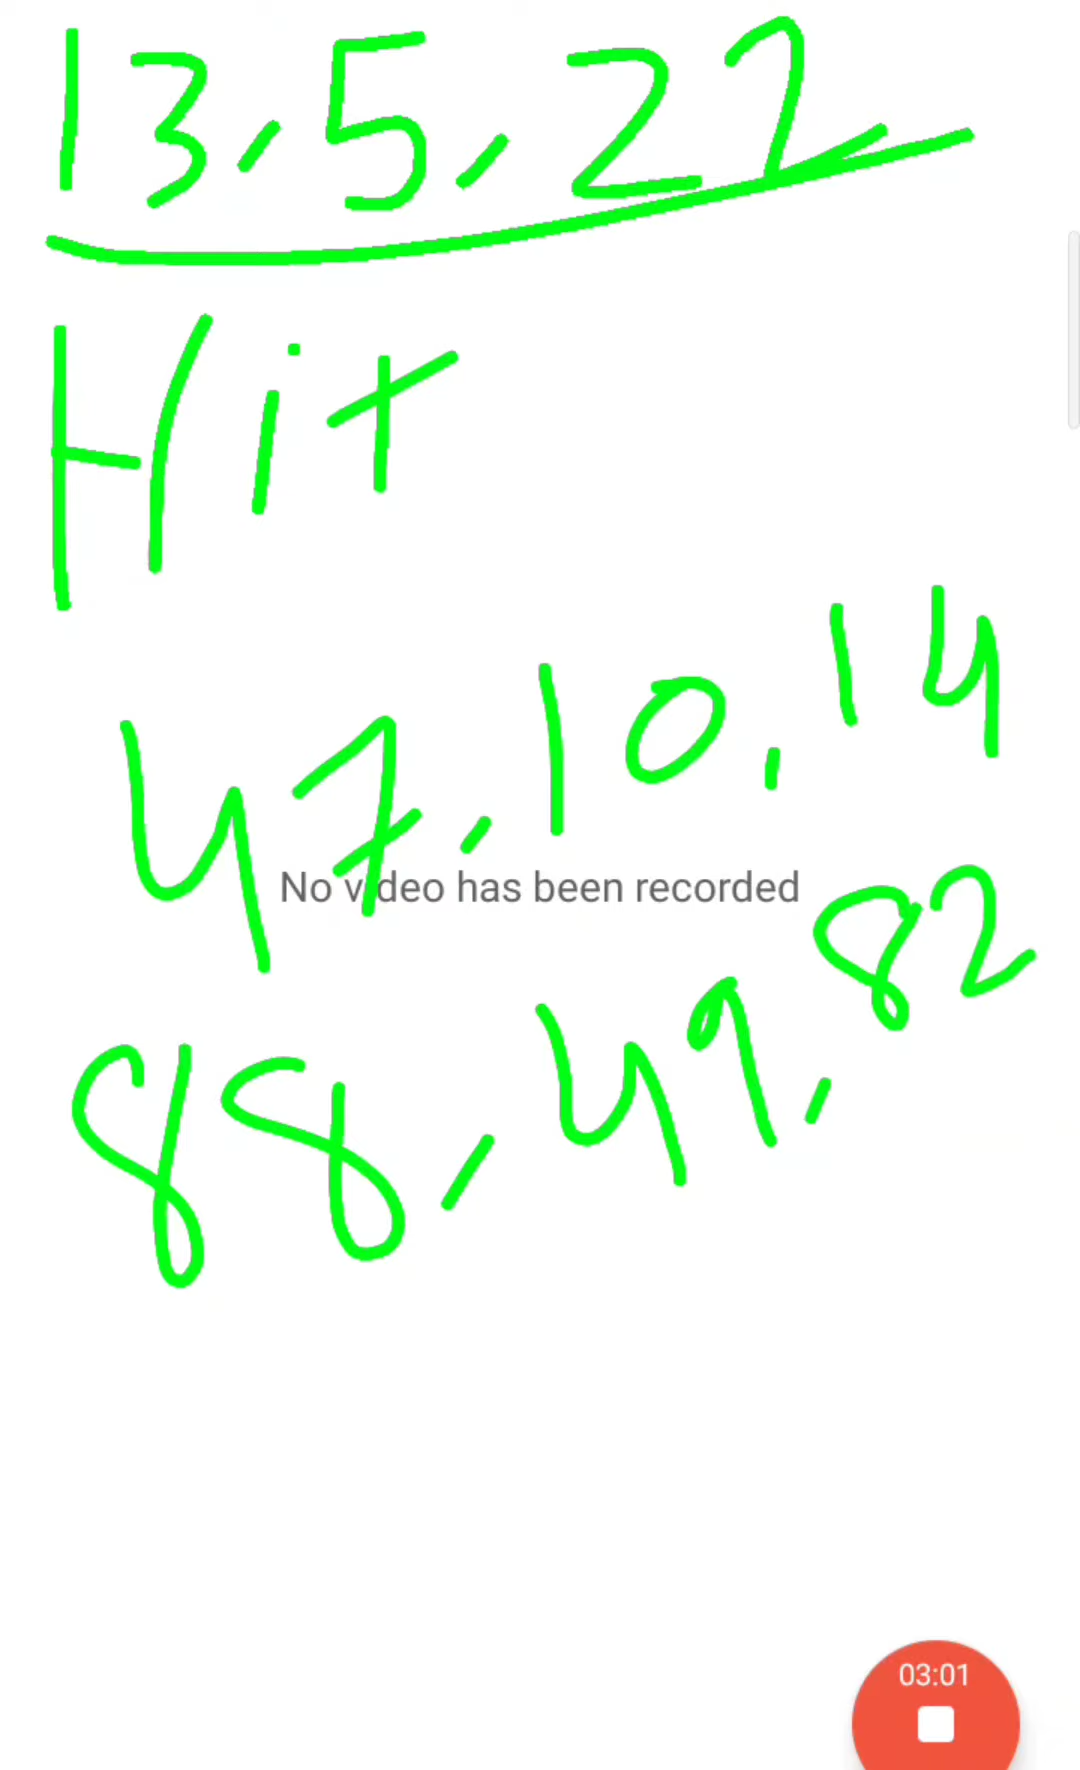 13,5,22
Hit
47,10,14
No video has been recorded
88,49,82
03:01